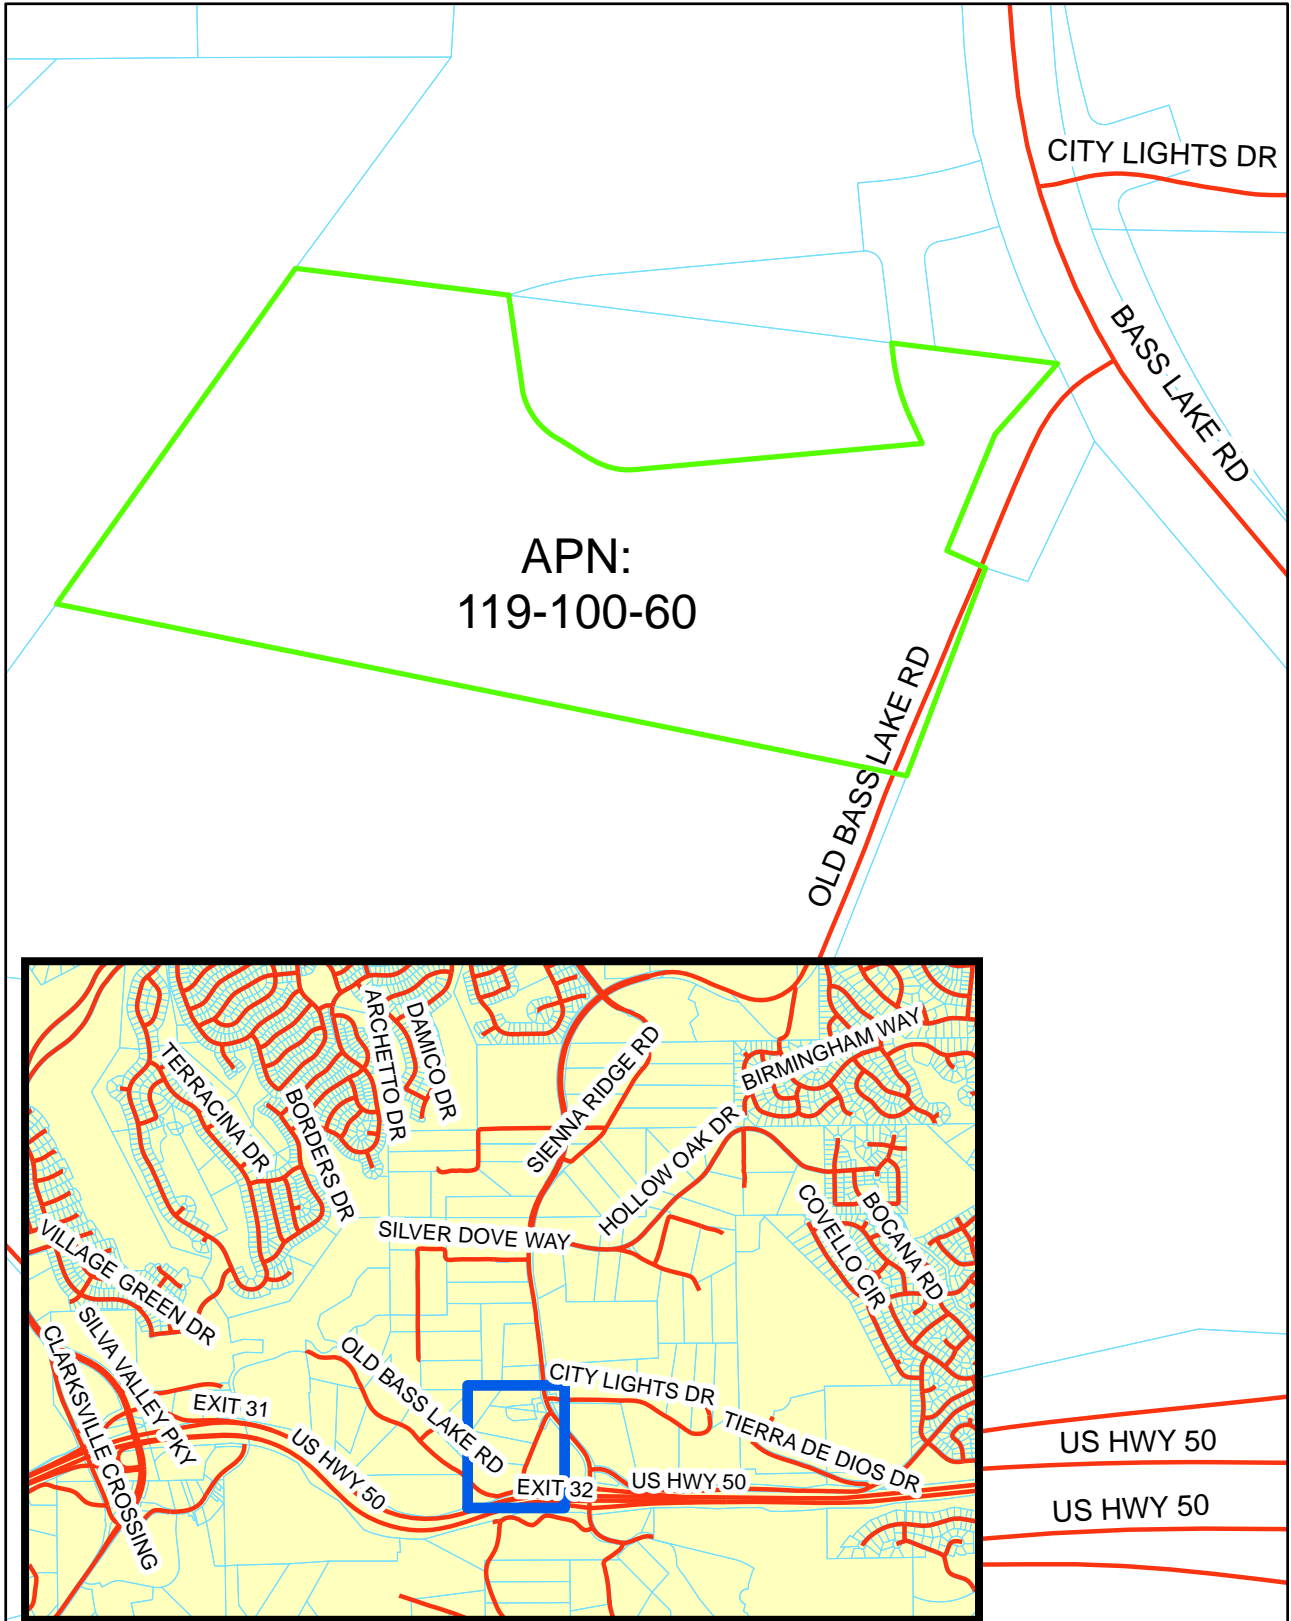 CITY LIGHTS DR
BASS LAKE RD
APN:
119-100-60
OLD BASS LAKE RD
ARCHETTO DR
DAMICO DR
TERRACINA DR
BORDERS DR
SIENNA RIDGE RD
BIRMINGHAM WAY
HOLLOW OAK DR
SILVER DOVE WAY
COVELLO CIR
BOCANA RD
VILLAGE GREEN DR
SILVA VALLEY PKY
CLARKSVILLE CROSSING
EXIT 31
US HWY 50
OLD BASS LAKE RD
CITY LIGHTS DR
TIERRA DE DIOS DR
EXIT 32
US HWY 50
US HWY 50
US HWY 50